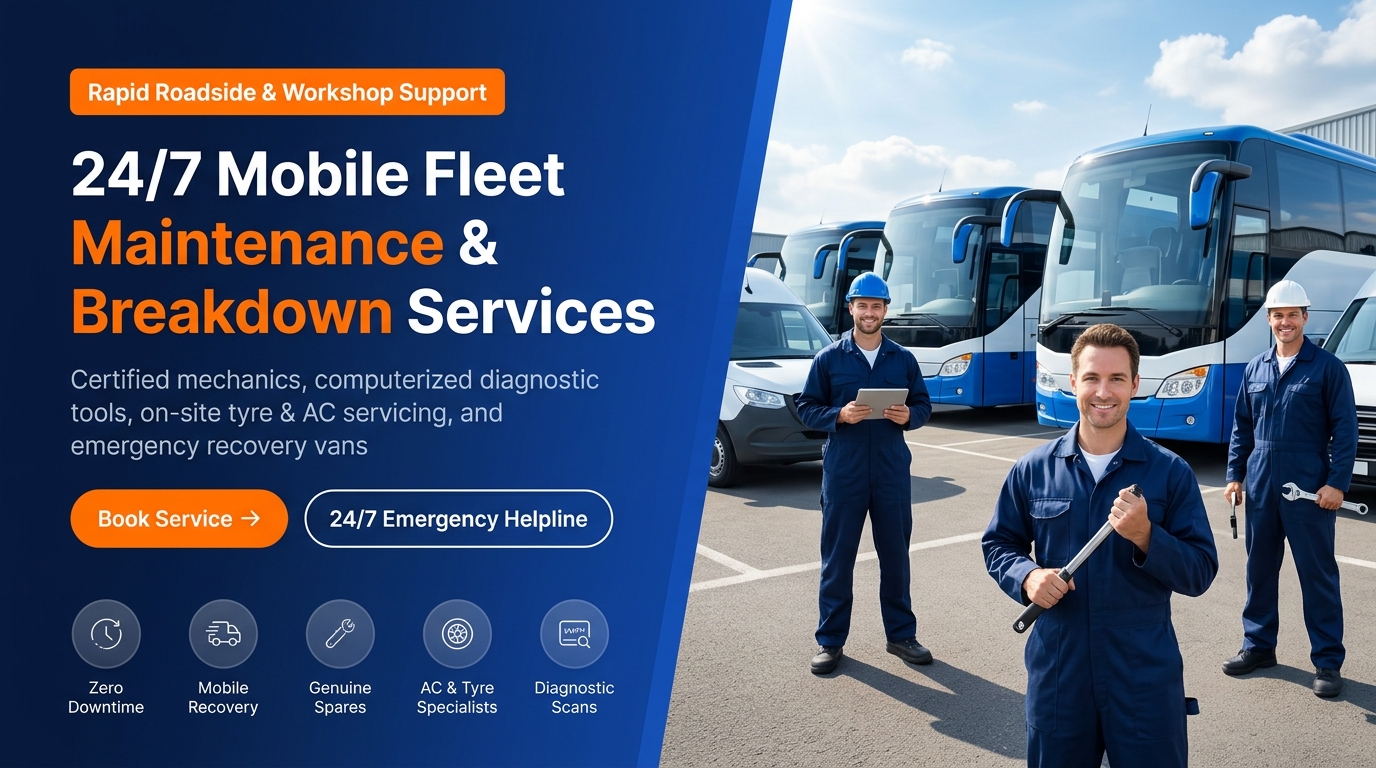 Rapid Roadside & Workshop Support
24/7 Mobile Fleet
Maintenance &
Breakdown Services
Certified mechanics, computerized diagnostic
tools, on-site tyre & AC servicing, and
emergency recovery vans
Book Service →
24/7 Emergency Helpline
Zero
Downtime
Mobile
Recovery
Genuine
Spares
AC & Tyre
Specialists
Diagnostic
Scans